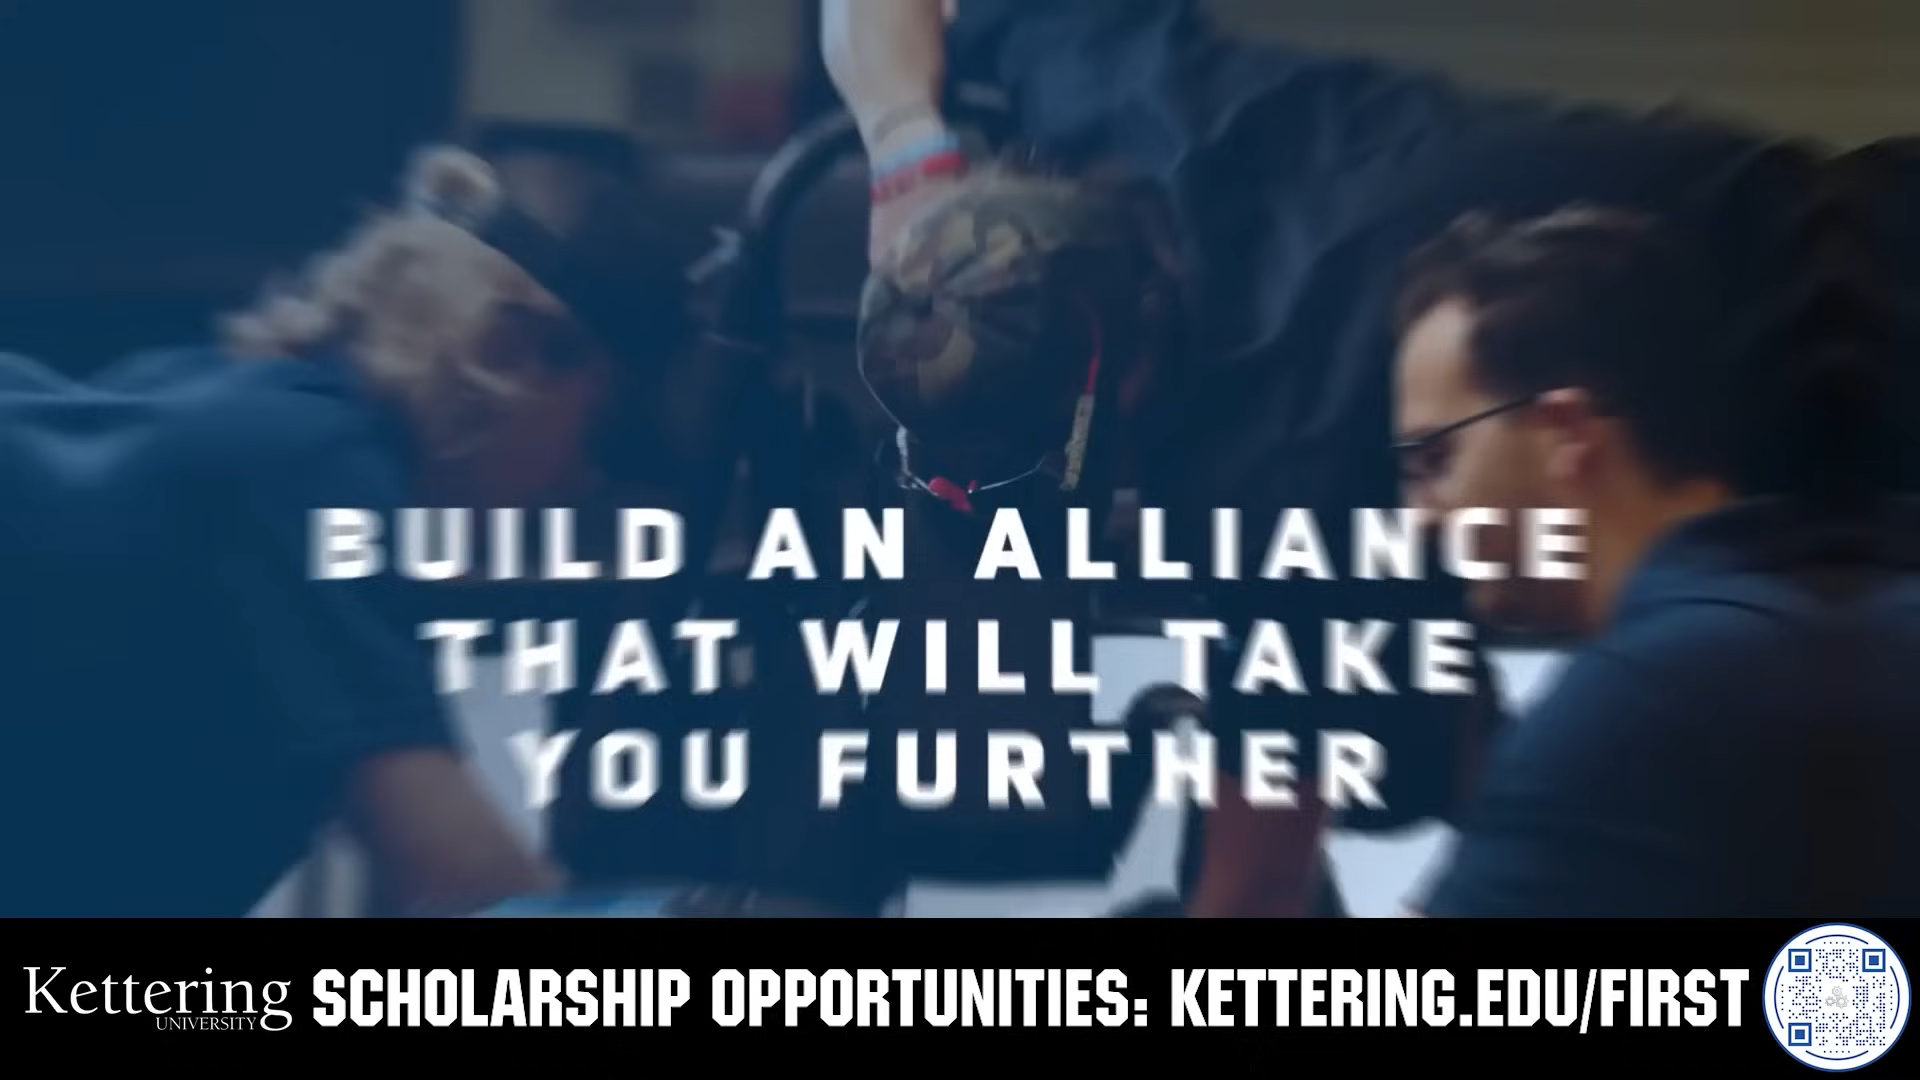 BUILD AN ALLIANCE
THAT WILL TAKE
YOU FURTHER
Kettering
UNIVERSITY
SCHOLARSHIP OPPORTUNITIES: KETTERING.EDU/FIRST